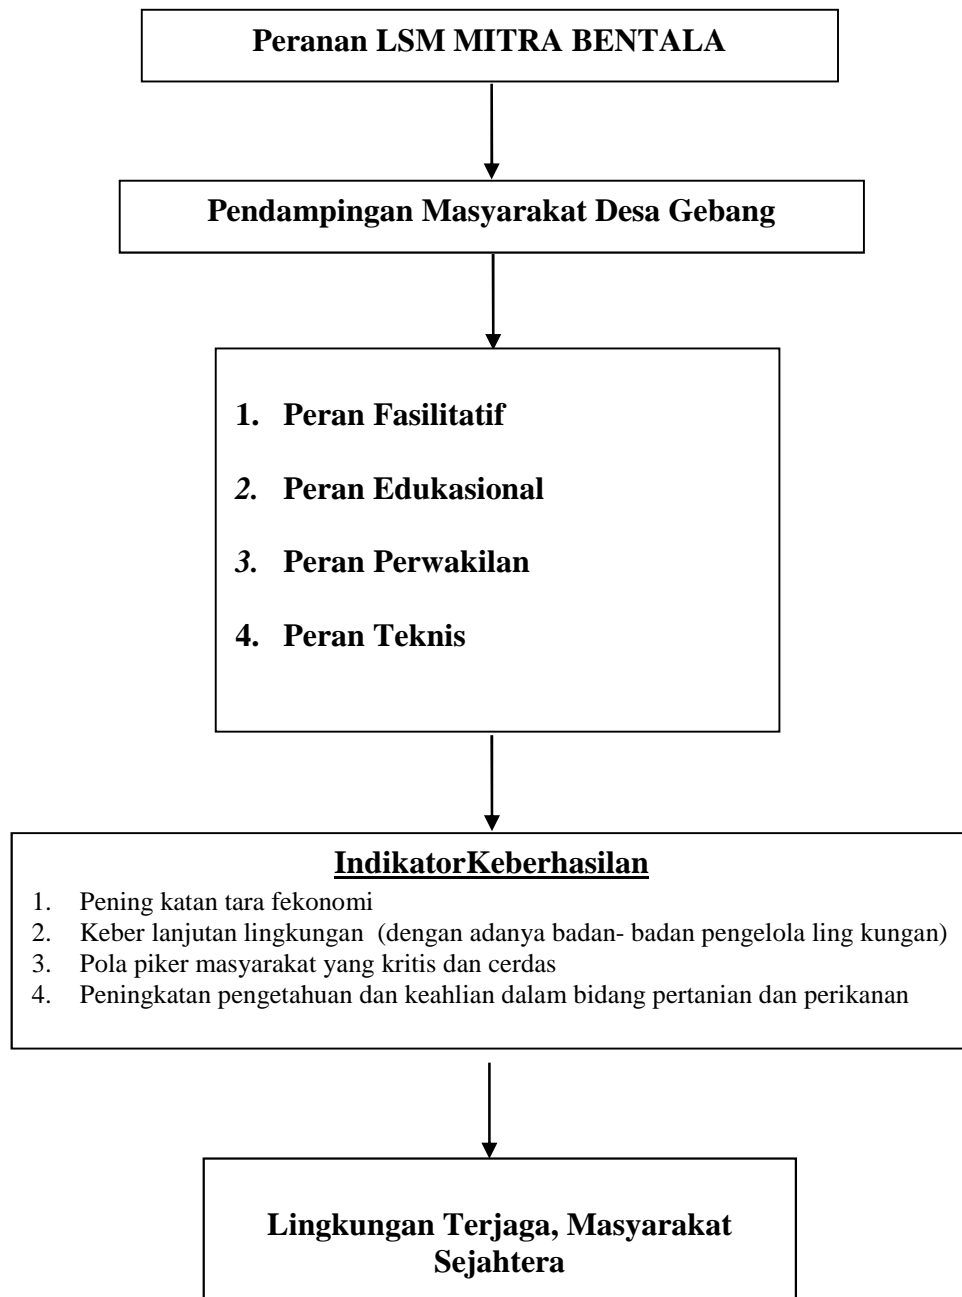 Peranan LSM MITRA BENTALA
Pendampingan Masyarakat Desa Gebang
1. Peran Fasilitatif
2. Peran Edukasional
3. Peran Perwakilan
4. Peran Teknis
IndikatorKeberhasilan
1. Pening katan tara fekonomi
2. Keber lanjutan lingkungan (dengan adanya badan- badan pengelola ling kungan)
3. Pola piker masyarakat yang kritis dan cerdas
4. Peningkatan pengetahuan dan keahlian dalam bidang pertanian dan perikanan
Lingkungan Terjaga, Masyarakat
Sejahtera